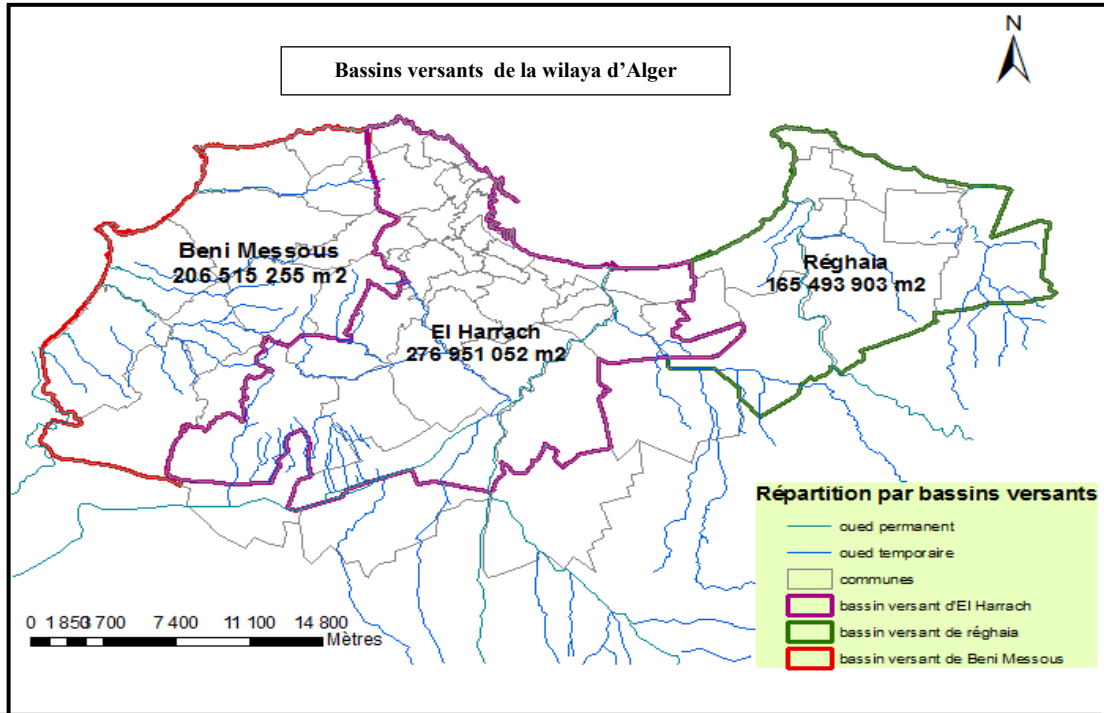 N
Bassins versants de la wilaya d'Alger
Beni Messous
206 515 255 m2
Réghaia
165 493 903 m2
El Harrach
276 951 052 m2
Répartition par bassins versants
oued permanent
oued temporaire
communes
bassin versant d'El Harrach
bassin versant de réghaia
bassin versant de Beni Messous
0 1 850 3 700 7 400 11 100 14 800
Mètres